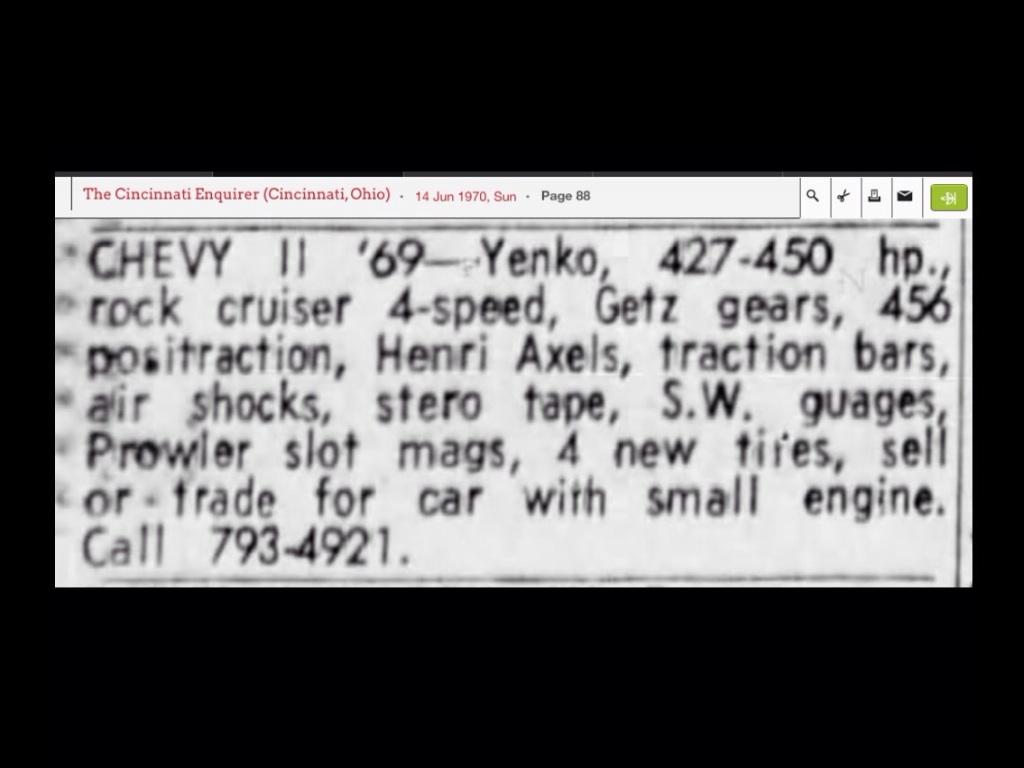 The Cincinnati Enquirer (Cincinnati, Ohio) · 14 Jun 1970, Sun · Page 88
CHEVY II '69—Yenko, 427-450 hp.,
rock cruiser 4-speed, Getz gears, 456
positraction, Henri Axels, traction bars,
air shocks, stero tape, S.W. guages,
Prowler slot mags, 4 new tires, sell
or trade for car with small engine.
Call 793-4921.